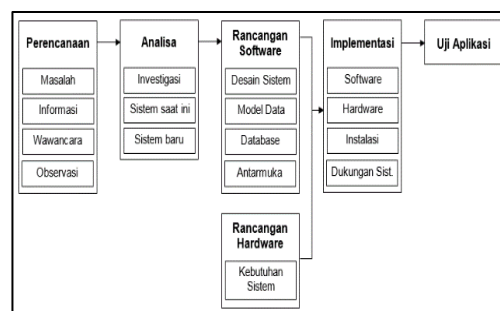 Perencanaan
Masalah
Informasi
Wawancara
Observasi
Analisa
Investigasi
Sistem saat ini
Sistem baru
Rancangan
Software
Desain Sistem
Model Data
Database
Antarmuka
Rancangan
Hardware
Kebutuhan
Sistem
Implementasi
Software
Hardware
Instalasi
Dukungan Sist.
Uji Aplikasi